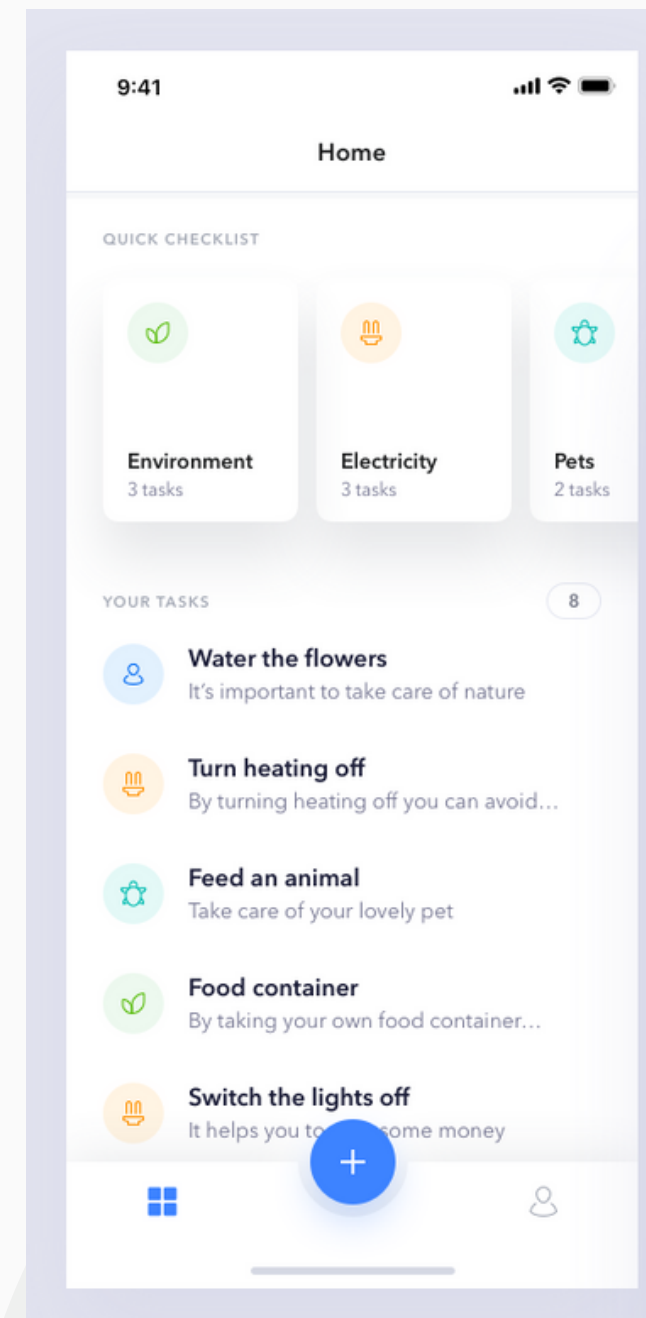 9:41
Home
QUICK CHECKLIST
Environment
3 tasks
Electricity
3 tasks
Pets
2 tasks
YOUR TASKS
8
Water the flowers
It's important to take care of nature
Turn heating off
By turning heating off you can avoid...
Feed an animal
Take care of your lovely pet
Food container
By taking your own food container...
Switch the lights off
It helps you to some money